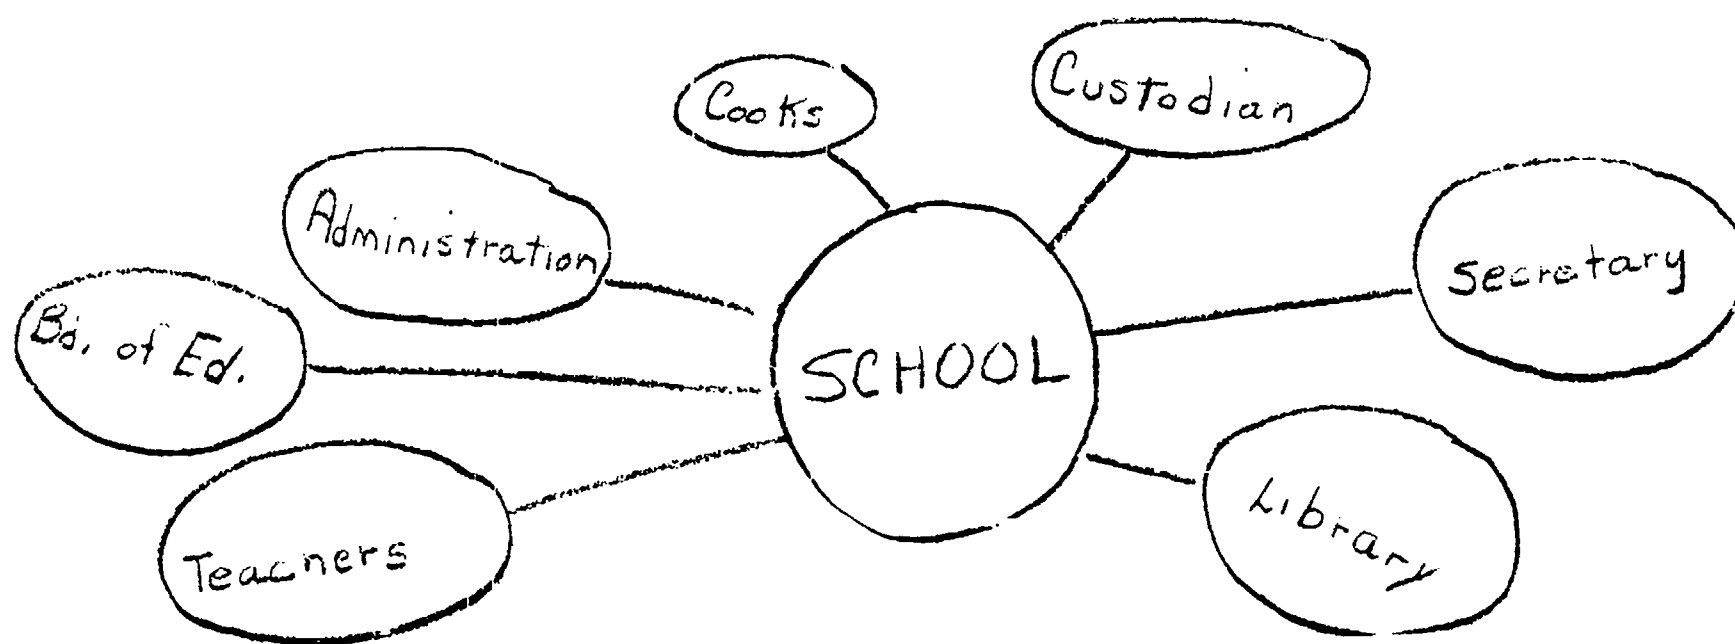 Cooks
Custodian
Administration
Secretary
Bd. of Ed.
SCHOOL
Library
Teachers